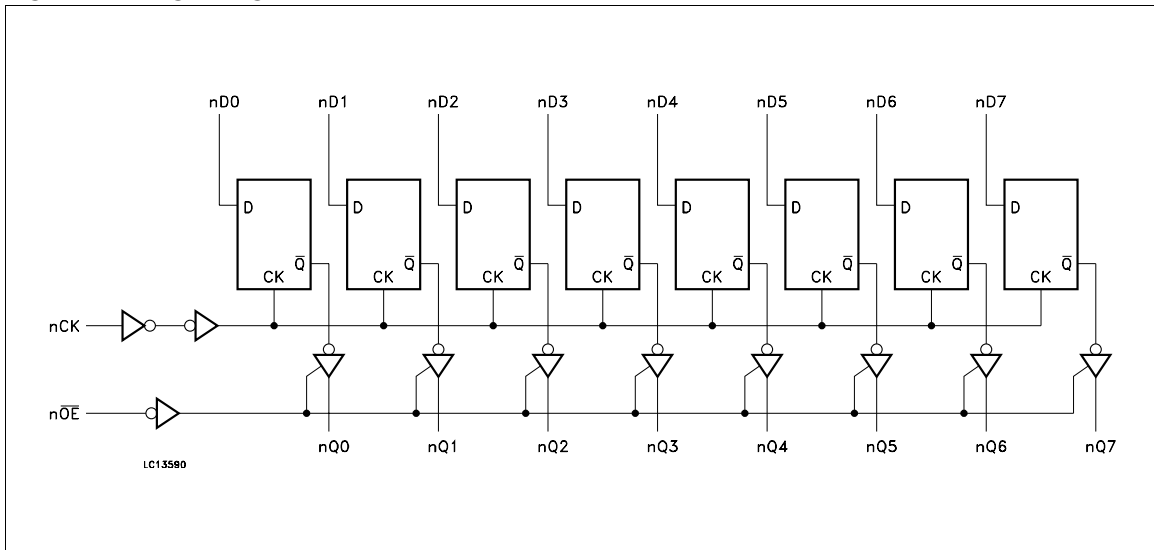 nD0 nD1 nD2 nD3 nD4 nD5 nD6 nD7
D D D D D D D D
Q̅ Q̅ Q̅ Q̅ Q̅ Q̅ Q̅ Q̅
CK CK CK CK CK CK CK CK
nCK
nO̅E̅
nQ0 nQ1 nQ2 nQ3 nQ4 nQ5 nQ6 nQ7
LC13590